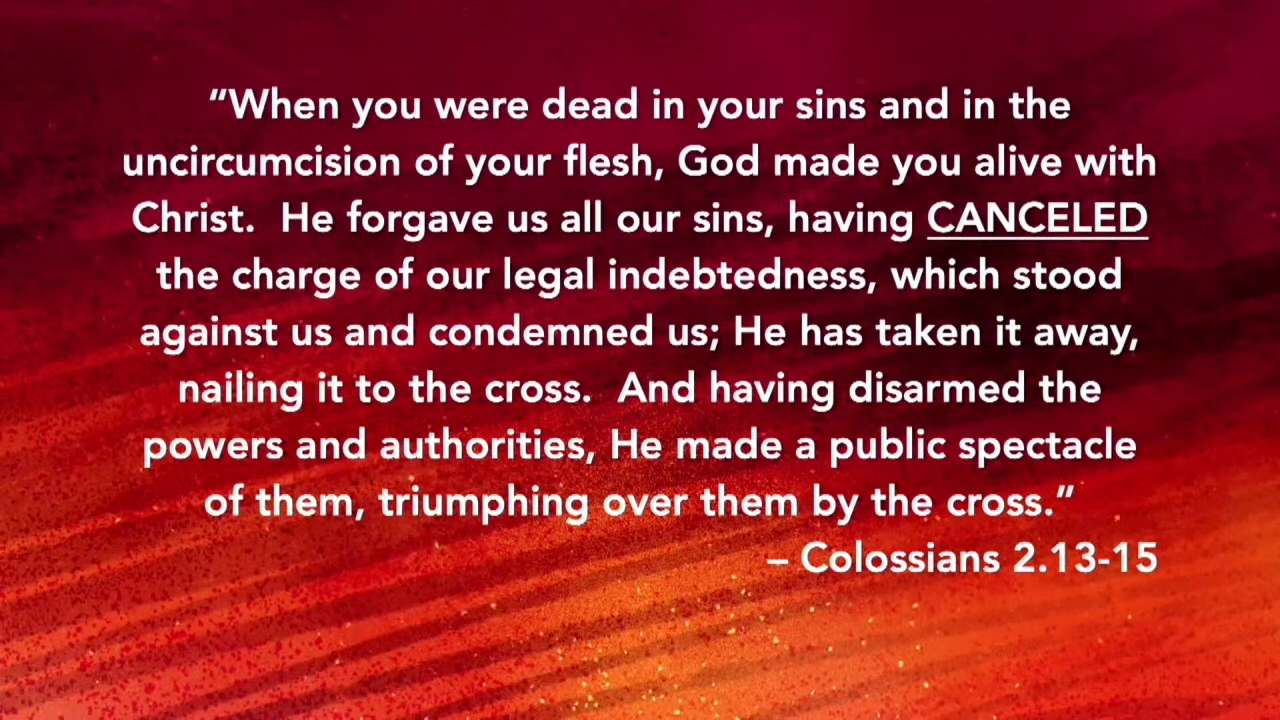 “When you were dead in your sins and in the
uncircumcision of your flesh, God made you alive with
Christ.  He forgave us all our sins, having CANCELED
the charge of our legal indebtedness, which stood
against us and condemned us; He has taken it away,
nailing it to the cross.  And having disarmed the
powers and authorities, He made a public spectacle
of them, triumphing over them by the cross.”
– Colossians 2.13-15